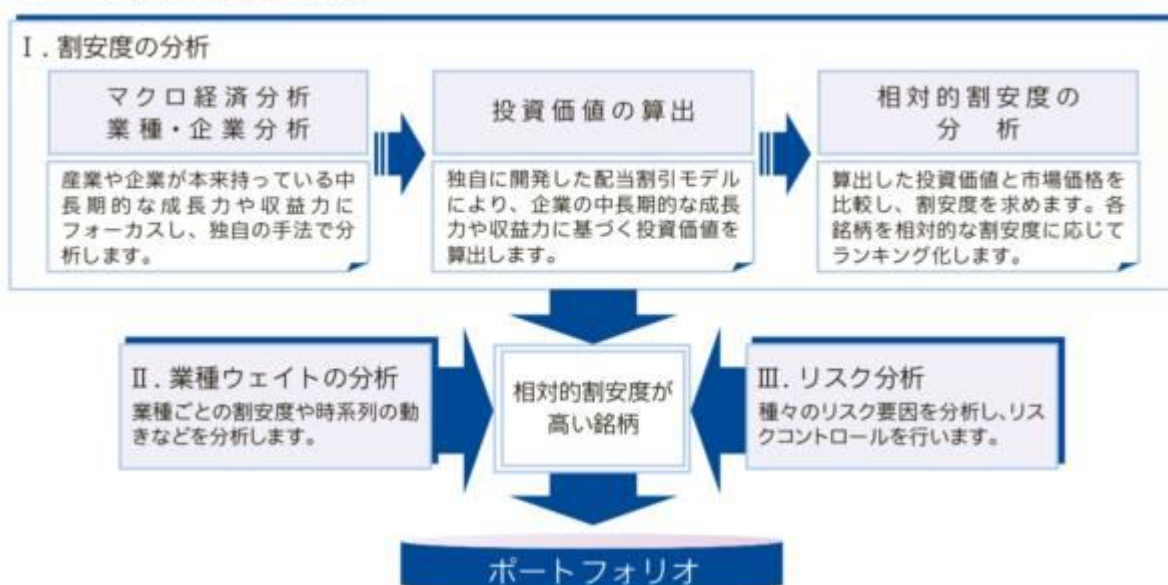 Ⅰ. 割安度の分析
マクロ経済分析
業種・企業分析
産業や企業が本来持っている中
長期的な成長力や収益力に
フォーカスし、独自の手法で分
析します。
投資価値の算出
独自に開発した配当割引モデル
により、企業の中長期的な成長
力や収益力に基づく投資価値を
算出します。
相対的割安度の
分　析
算出した投資価値と市場価格を
比較し、割安度を求めます。各
銘柄を相対的な割安度に応じて
ランキング化します。
Ⅱ. 業種ウェイトの分析
業種ごとの割安度や時系列の動
きなどを分析します。
相対的割安度が
高い銘柄
Ⅲ. リスク分析
種々のリスク要因を分析し、リス
クコントロールを行います。
ポートフォリオ